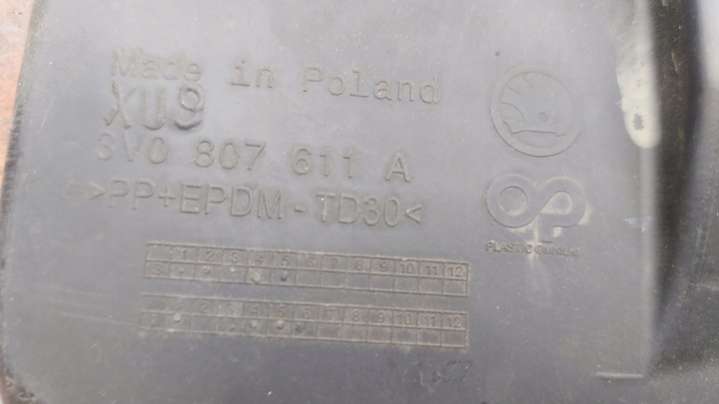 Made in Poland
XU9
3V0 807 611 A
>PP+EPDM-TD30<
PLASTIC OMNIUM
1 2 3 4 5 6 7 8 9 10 11 12
2 3 4 5 6 7 8 9 10 11 12